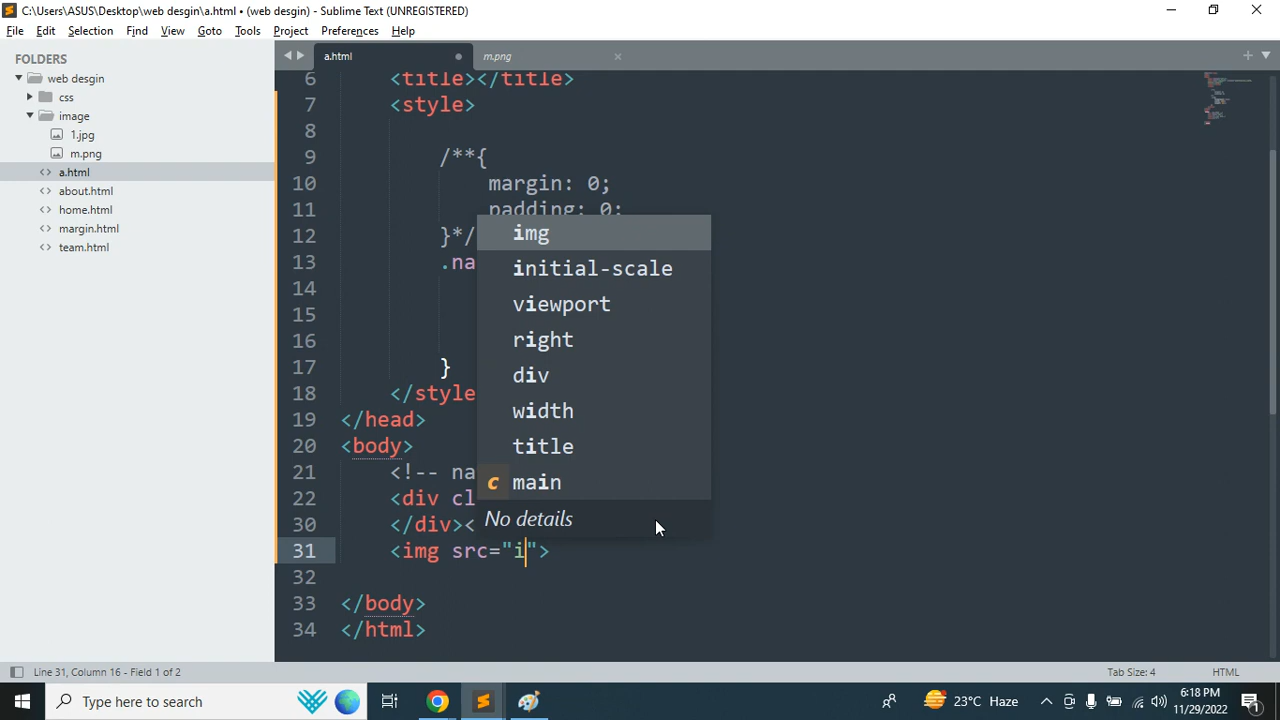 C:\Users\ASUS\Desktop\web desgin\a.html • (web desgin) - Sublime Text (UNREGISTERED)
File Edit Selection Find View Goto Tools Project Preferences Help
FOLDERS
web desgin
css
image
1.jpg
m.png
a.html
about.html
home.html
margin.html
team.html
a.html
m.png
6 <title></title>
7 <style>
8
9 /**{
10 margin: 0;
11 padding: 0;
12 }*/
13 .na
14
15
16
17 }
18 </style
19 </head>
20 <body>
21 <!-- na
22 <div cl
30 </div><
31 <img src="i">
32
33 </body>
34 </html>
img
initial-scale
viewport
right
div
width
title
c main
No details
Line 31, Column 16 - Field 1 of 2
Tab Size: 4
HTML
Type here to search
23°C Haze
6:18 PM
11/29/2022
1